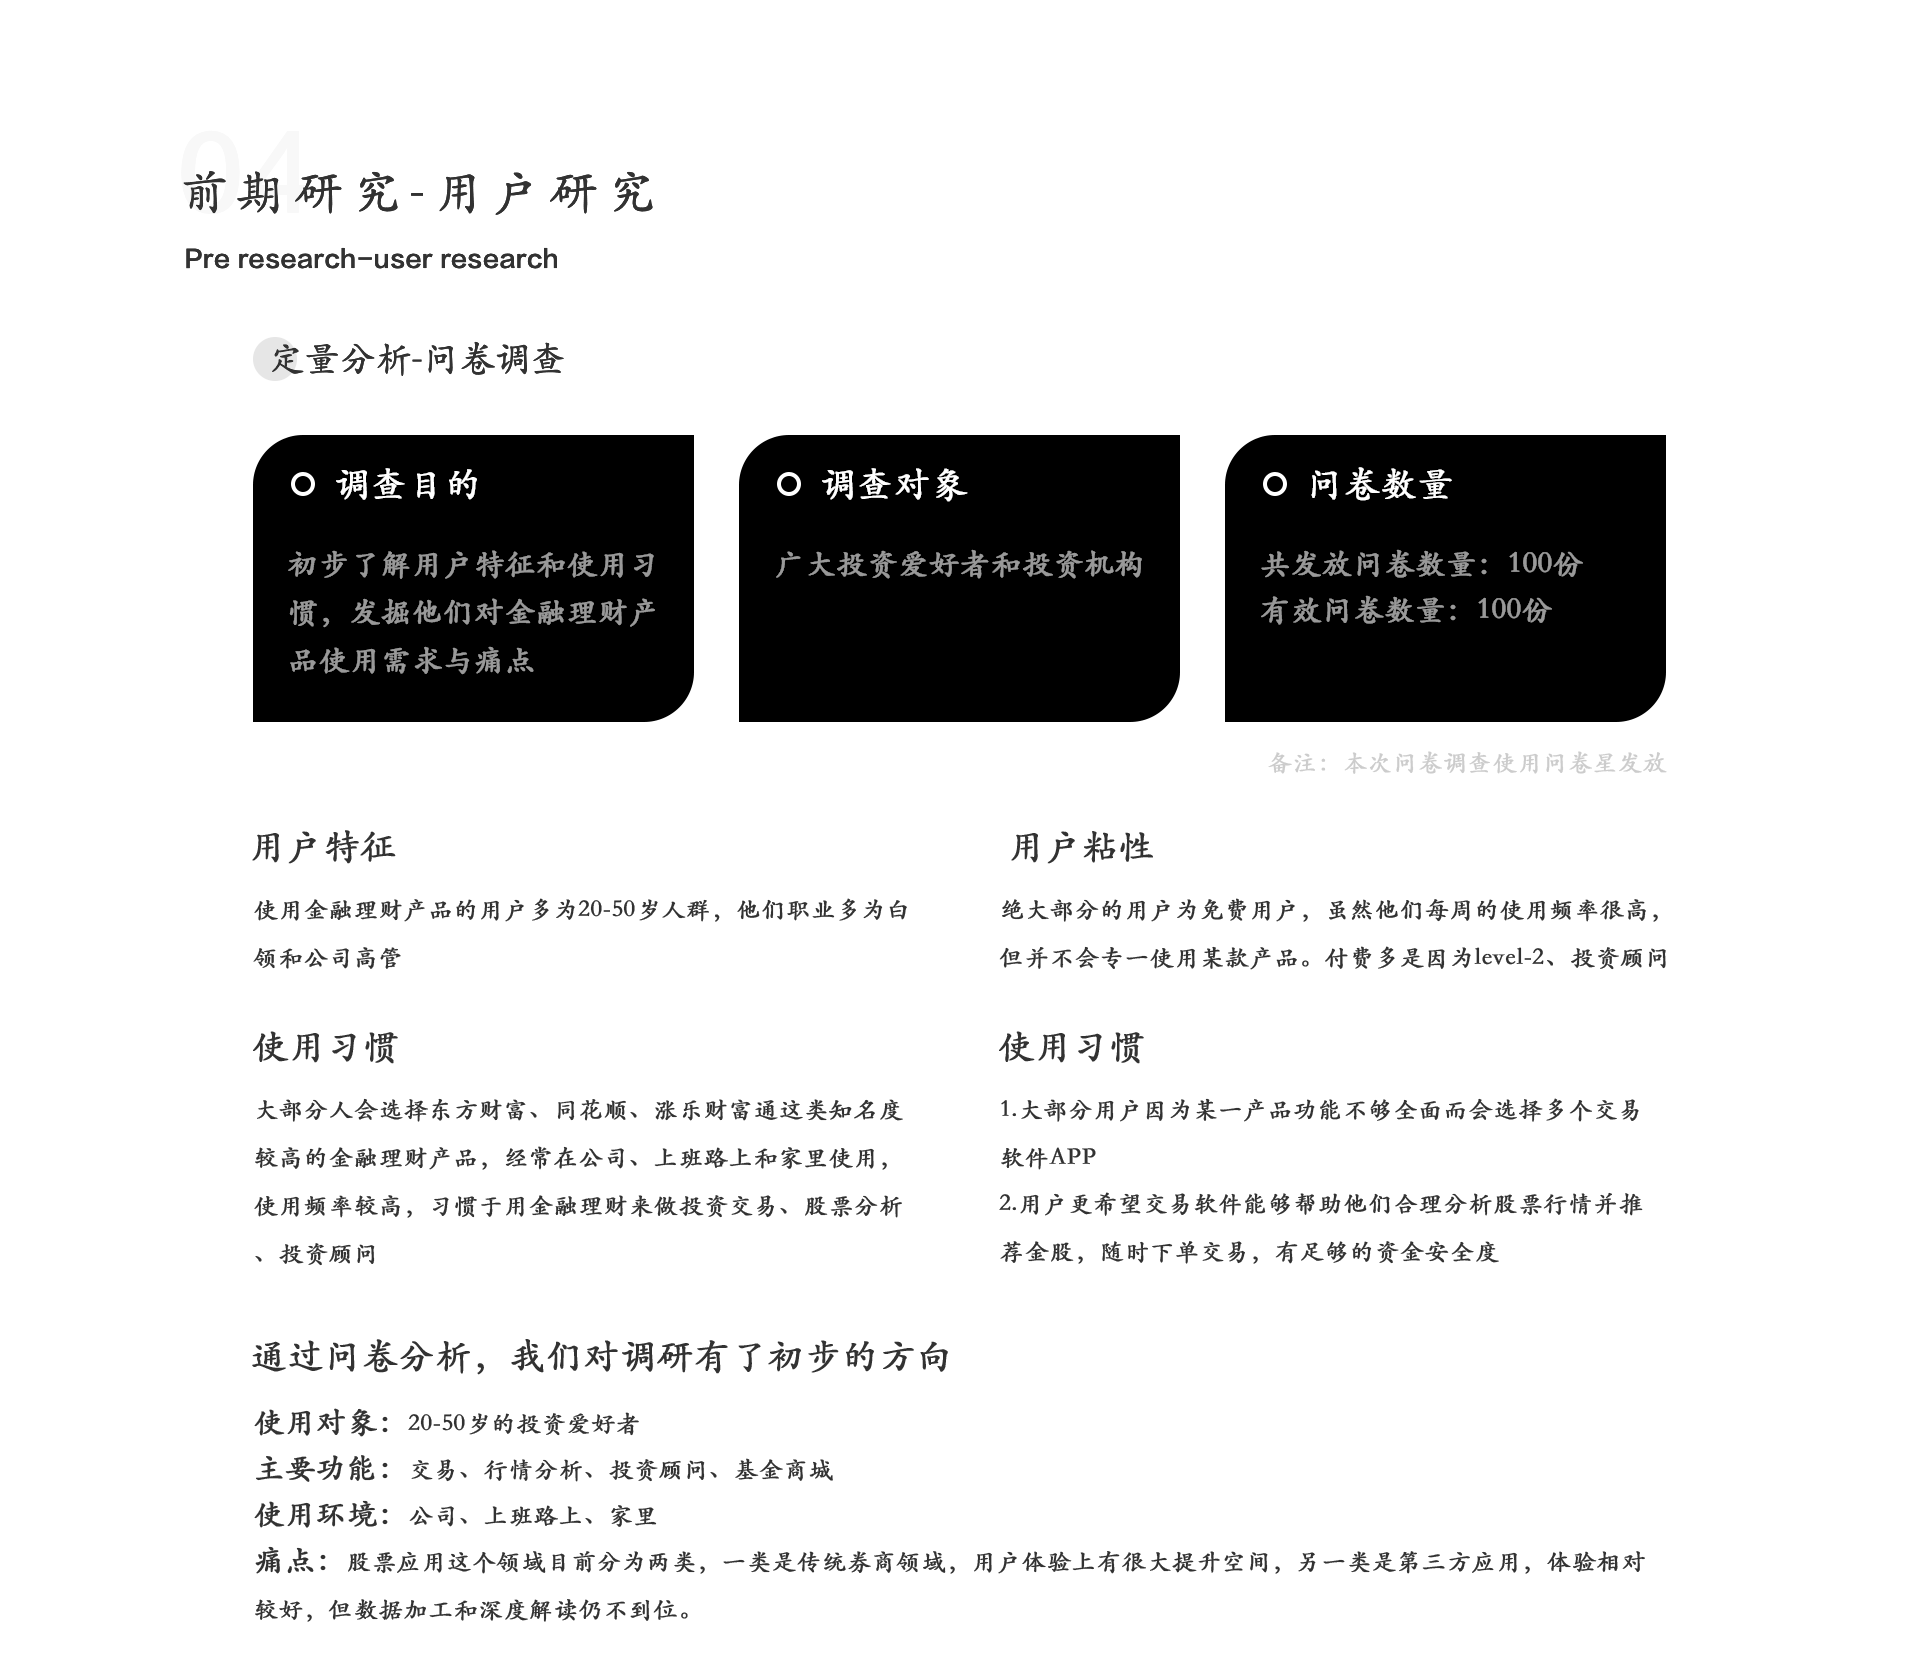 04
前期研究-用户研究
Pre research-user research
定量分析-问卷调查
调查目的
初步了解用户特征和使用习
惯，发掘他们对金融理财产
品使用需求与痛点
调查对象
广大投资爱好者和投资机构
问卷数量
共发放问卷数量：100份
有效问卷数量：100份
备注：本次问卷调查使用问卷星发放
用户特征
使用金融理财产品的用户多为20-50岁人群，他们职业多为白
领和公司高管
用户粘性
绝大部分的用户为免费用户，虽然他们每周的使用频率很高，
但并不会专一使用某款产品。付费多是因为level-2、投资顾问
使用习惯
大部分人会选择东方财富、同花顺、涨乐财富通这类知名度
较高的金融理财产品，经常在公司、上班路上和家里使用，
使用频率较高，习惯于用金融理财来做投资交易、股票分析
、投资顾问
使用习惯
1.大部分用户因为某一产品功能不够全面而会选择多个交易
软件APP
2.用户更希望交易软件能够帮助他们合理分析股票行情并推
荐金股，随时下单交易，有足够的资金安全度
通过问卷分析，我们对调研有了初步的方向
使用对象：20-50岁的投资爱好者
主要功能：交易、行情分析、投资顾问、基金商城
使用环境：公司、上班路上、家里
痛点：股票应用这个领域目前分为两类，一类是传统券商领域，用户体验上有很大提升空间，另一类是第三方应用，体验相对
较好，但数据加工和深度解读仍不到位。